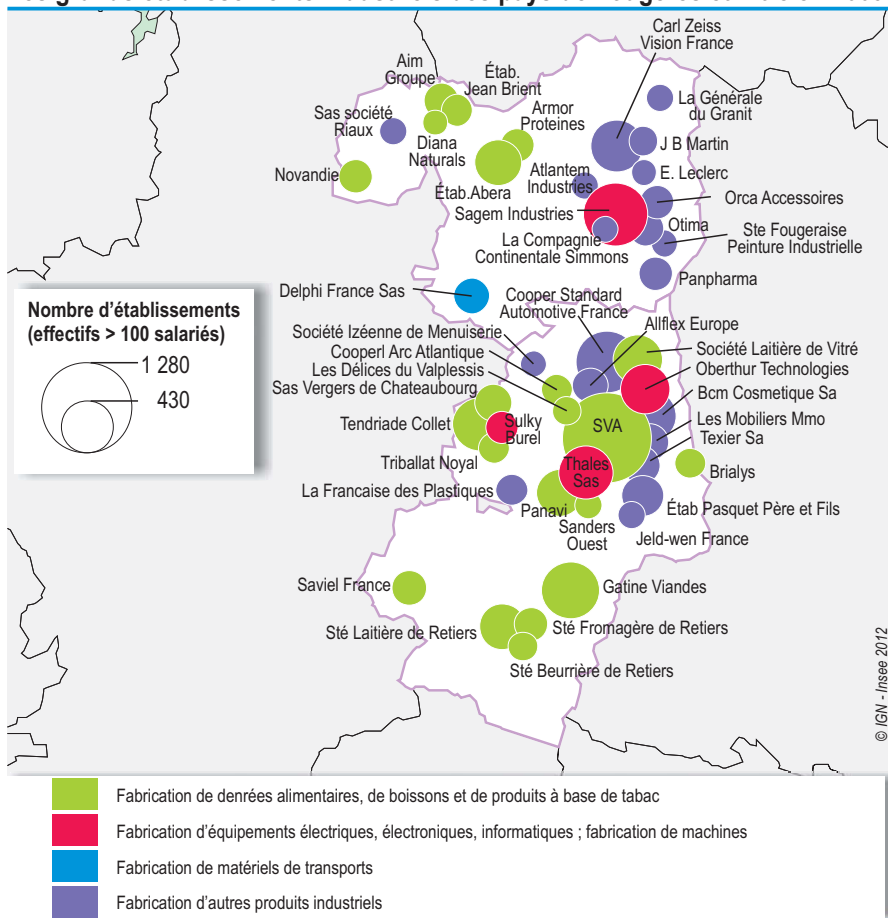 Carl Zeiss
Vision France
Aim
Groupe
Étab.
Jean Brient
La Générale
du Granit
Sas société
Riaux
Armor
Proteines
J B Martin
Diana
Naturals
Novandie
Atlantem
Industries
E. Leclerc
Étab.Abera
Orca Accessoires
Sagem Industries
Otima
Ste Fougeraise
Peinture Industrielle
La Compagnie
Continentale Simmons
Panpharma
Delphi France Sas
Cooper Standard
Automotive France
Nombre d'établissements
(effectifs > 100 salariés)
1 280
430
Allflex Europe
Société Izéenne de Menuiserie
Société Laitière de Vitré
Cooperl Arc Atlantique
Oberthur Technologies
Les Délices du Valplessis
Sas Vergers de Chateaubourg
Bcm Cosmetique Sa
Tendriade Collet
Sulky
Burel
SVA
Les Mobiliers Mmo
Texier Sa
Triballat Noyal
Thales
Sas
Brialys
La Francaise des Plastiques
Panavi
Étab Pasquet Père et Fils
Sanders
Ouest
Jeld-wen France
Saviel France
Gatine Viandes
Sté Laitière de Retiers
Sté Fromagère de Retiers
Sté Beurrière de Retiers
© IGN - Insee 2012
Fabrication de denrées alimentaires, de boissons et de produits à base de tabac
Fabrication d'équipements électriques, électroniques, informatiques ; fabrication de machines
Fabrication de matériels de transports
Fabrication d'autres produits industriels